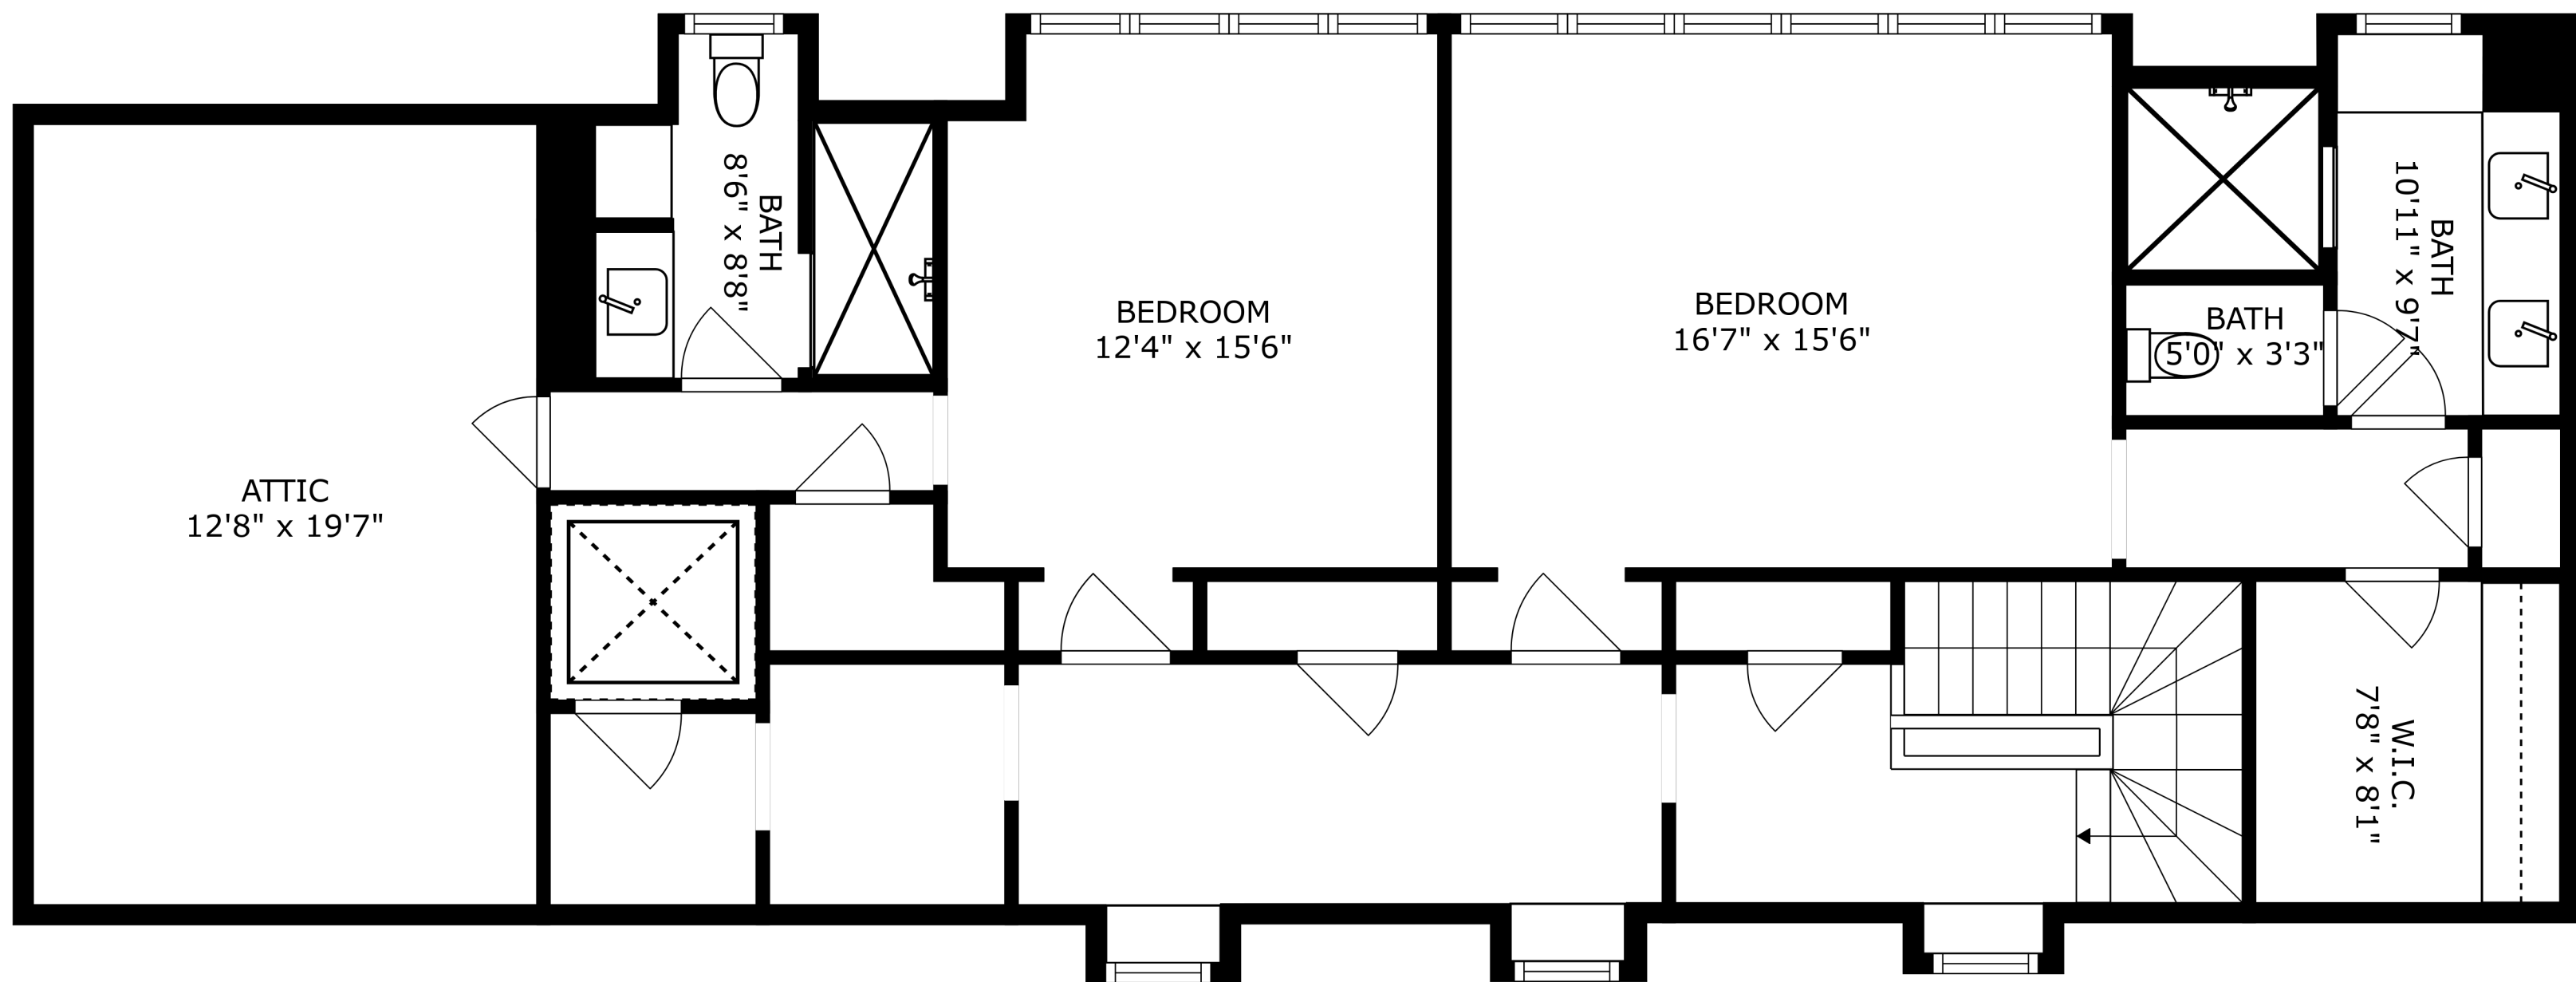 ATTIC
12'8" x 19'7"
BATH
8'6" x 8'8"
BEDROOM
12'4" x 15'6"
BEDROOM
16'7" x 15'6"
BATH
5'0" x 3'3"
BATH
10'11" x 9'7"
W.I.C.
7'8" x 8'1"